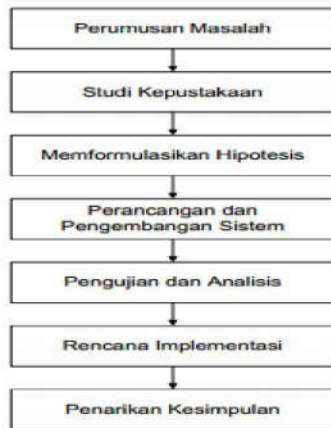 Perumusan Masalah
Studi Kepustakaan
Memformulasikan Hipotesis
Perancangan dan
Pengembangan Sistem
Pengujian dan Analisis
Rencana Implementasi
Penarikan Kesimpulan